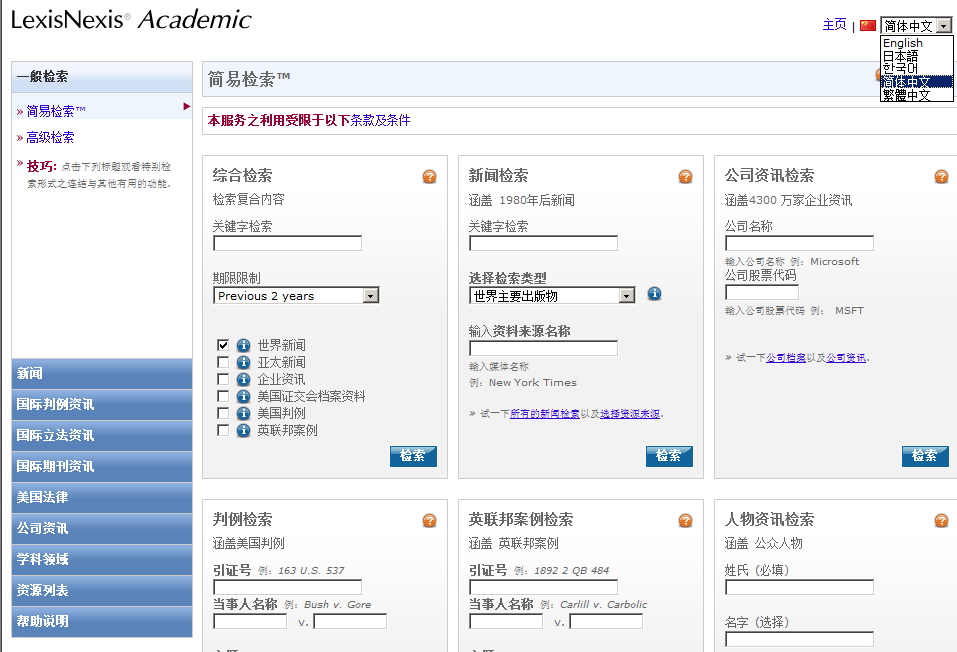 LexisNexis® Academic
主页 | 简体中文
English
日本語
한국어
简体中文
繁體中文
一般检索
» 简易检索™
» 高级检索
» 技巧: 点击下列标题观看特别检
索形式之连结与其他有用的功能.
新闻
国际判例资讯
国际立法资讯
国际期刊资讯
美国法律
公司资讯
学科领域
资源列表
帮助说明
简易检索™
本服务之利用受限于以下条款及条件
综合检索
检索复合内容
关键字检索
期限限制
Previous 2 years
世界新闻
亚太新闻
企业资讯
美国证交会档案资料
美国判例
英联邦案例
检索
新闻检索
涵盖 1980年后新闻
关键字检索
选择检索类型
世界主要出版物
输入资料来源名称
输入媒体名称
例: New York Times
» 试一下所有的新闻检索以及选择资源来源.
检索
公司资讯检索
涵盖4300 万家企业资讯
公司名称
输入公司名称 例: Microsoft
公司股票代码
输入公司股票代码 例: MSFT
» 试一下公司档案以及公司资讯.
检索
判例检索
涵盖美国判例
引证号 例: 163 U.S. 537
当事人名称 例: Bush v. Gore
v.
英联邦案例检索
涵盖 英联邦案例
引证号 例: 1892 2 QB 484
当事人名称 例: Carlill v. Carbolic
v.
人物资讯检索
涵盖 公众人物
姓氏 (必填)
名字 (选择)